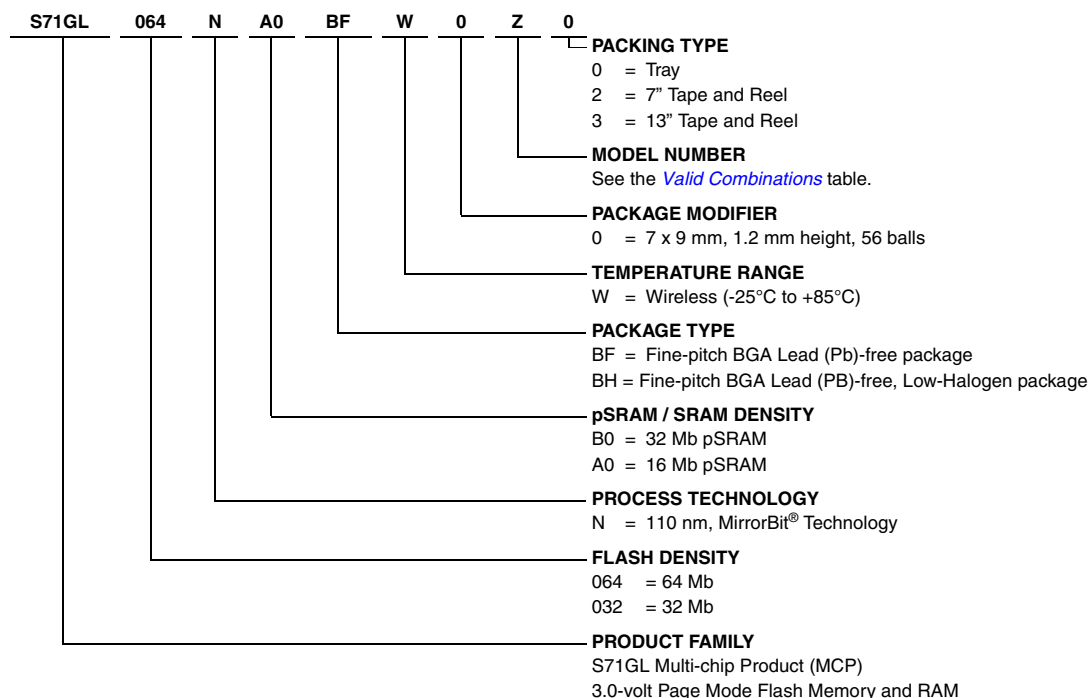 S71GL 064 N A0 BF W 0 Z 0
PACKING TYPE
0 = Tray
2 = 7” Tape and Reel
3 = 13” Tape and Reel
MODEL NUMBER
See the Valid Combinations table.
PACKAGE MODIFIER
0 = 7 x 9 mm, 1.2 mm height, 56 balls
TEMPERATURE RANGE
W = Wireless (-25°C to +85°C)
PACKAGE TYPE
BF = Fine-pitch BGA Lead (Pb)-free package
BH = Fine-pitch BGA Lead (PB)-free, Low-Halogen package
pSRAM / SRAM DENSITY
B0 = 32 Mb pSRAM
A0 = 16 Mb pSRAM
PROCESS TECHNOLOGY
N = 110 nm, MirrorBit® Technology
FLASH DENSITY
064 = 64 Mb
032 = 32 Mb
PRODUCT FAMILY
S71GL Multi-chip Product (MCP)
3.0-volt Page Mode Flash Memory and RAM